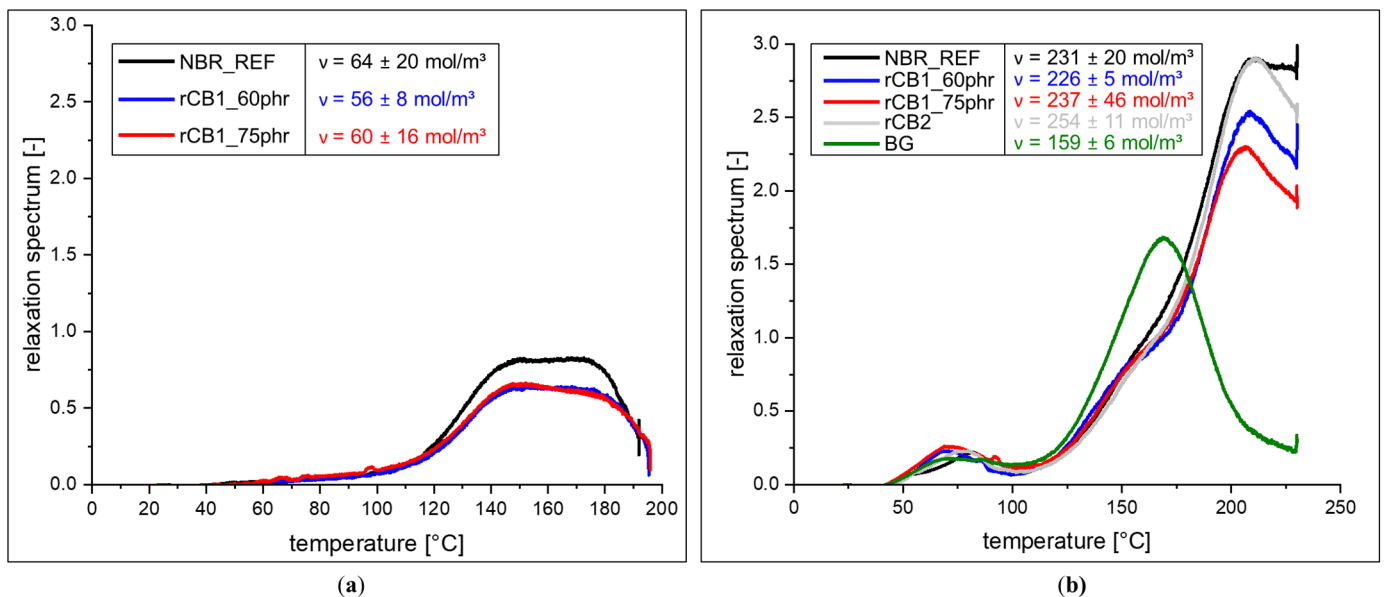 3.0
2.5
2.0
1.5
1.0
0.5
0.0
relaxation spectrum [-]
NBR_REF ν = 64 ± 20 mol/m³
rCB1_60phr ν = 56 ± 8 mol/m³
rCB1_75phr ν = 60 ± 16 mol/m³
0 20 40 60 80 100 120 140 160 180 200
temperature [°C]
(a)
3.0
2.5
2.0
1.5
1.0
0.5
0.0
relaxation spectrum [-]
NBR_REF ν = 231 ± 20 mol/m³
rCB1_60phr ν = 226 ± 5 mol/m³
rCB1_75phr ν = 237 ± 46 mol/m³
rCB2 ν = 254 ± 11 mol/m³
BG ν = 159 ± 6 mol/m³
0 50 100 150 200 250
temperature [°C]
(b)